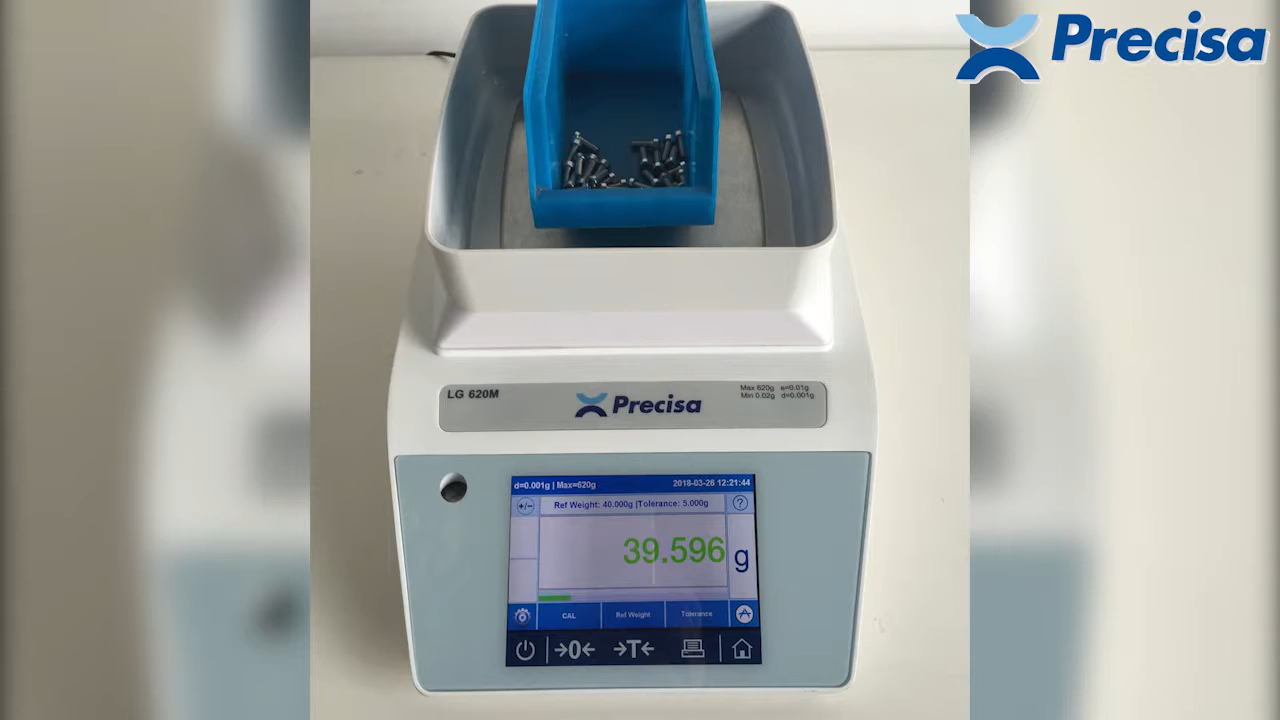 Precisa
LG 620M
Precisa
Max 620g e=0.01g
Min 0.02g d=0.001g
d=0.001g | Max=620g 2018-03-26 12:21:44
+/- Ref Weight: 40.000g |Tolerance: 5.000g ?
39.596 g
CAL Ref Weight Tolerance
→0← →T←